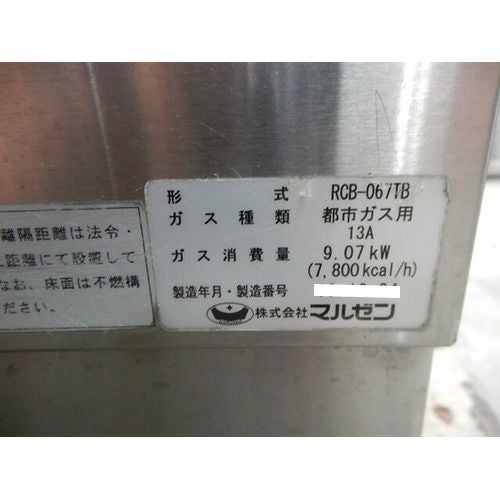 離隔距離は法令・
距離にて設置して
なお、床面は不燃構
ださい。
形 式 RCB-067TB
ガス種類 都市ガス用
13A
ガス消費量 9.07kW
(7,800kcal/h)
製造年月・製造番号
株式会社マルゼン